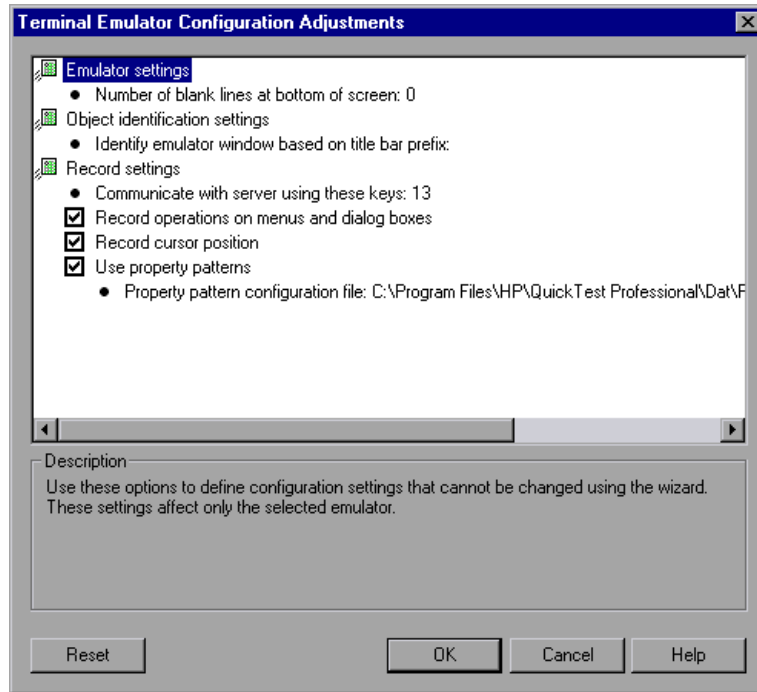 Terminal Emulator Configuration Adjustments
Emulator settings
Number of blank lines at bottom of screen: 0
Object identification settings
Identify emulator window based on title bar prefix:
Record settings
Communicate with server using these keys: 13
Record operations on menus and dialog boxes
Record cursor position
Use property patterns
Property pattern configuration file: C:\Program Files\HP\QuickTest Professional\Dat\
Description
Use these options to define configuration settings that cannot be changed using the wizard.
These settings affect only the selected emulator.
Reset
OK
Cancel
Help